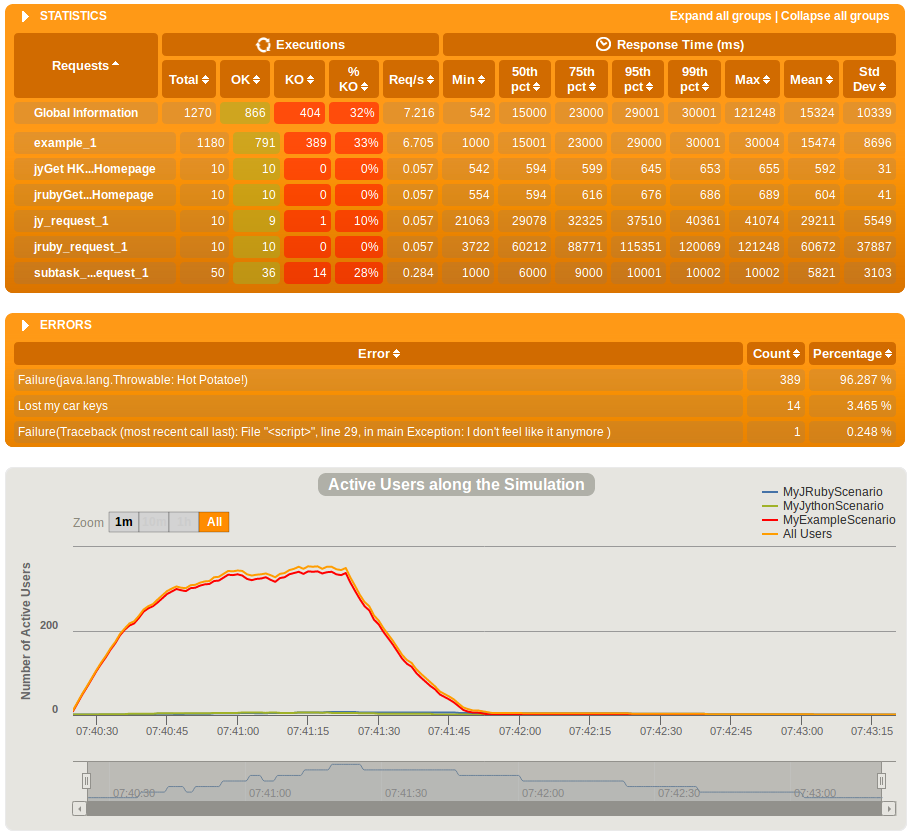 STATISTICS Expand all groups | Collapse all groups
Requests Executions Response Time (ms)
Total OK KO % KO Req/s Min 50th pct 75th pct 95th pct 99th pct Max Mean Std Dev
Global Information 1270 866 404 32% 7.216 542 15000 23000 29001 30001 121248 15324 10339
example_1 1180 791 389 33% 6.705 1000 15001 23000 29000 30001 30004 15474 8696
jyGet HK...Homepage 10 10 0 0% 0.057 542 594 599 645 653 655 592 31
jrubyGet...Homepage 10 10 0 0% 0.057 554 594 616 676 686 689 604 41
jy_request_1 10 9 1 10% 0.057 21063 29078 32325 37510 40361 41074 29211 5549
jruby_request_1 10 10 0 0% 0.057 3722 60212 88771 115351 120069 121248 60672 37887
subtask_...equest_1 50 36 14 28% 0.284 1000 6000 9000 10001 10002 10002 5821 3103
ERRORS
Error Count Percentage
Failure(java.lang.Throwable: Hot Potatoe!) 389 96.287 %
Lost my car keys 14 3.465 %
Failure(Traceback (most recent call last): File "<script>", line 29, in main Exception: I don't feel like it anymore ) 1 0.248 %
Active Users along the Simulation
MyJRubyScenario
MyJythonScenario
MyExampleScenario
All Users
Zoom 1m 10m 1h All
Number of Active Users
200
0
07:40:30 07:40:45 07:41:00 07:41:15 07:41:30 07:41:45 07:42:00 07:42:15 07:42:30 07:42:45 07:43:00 07:43:15
07:40:30 07:41:00 07:41:30 07:42:00 07:42:30 07:43:00